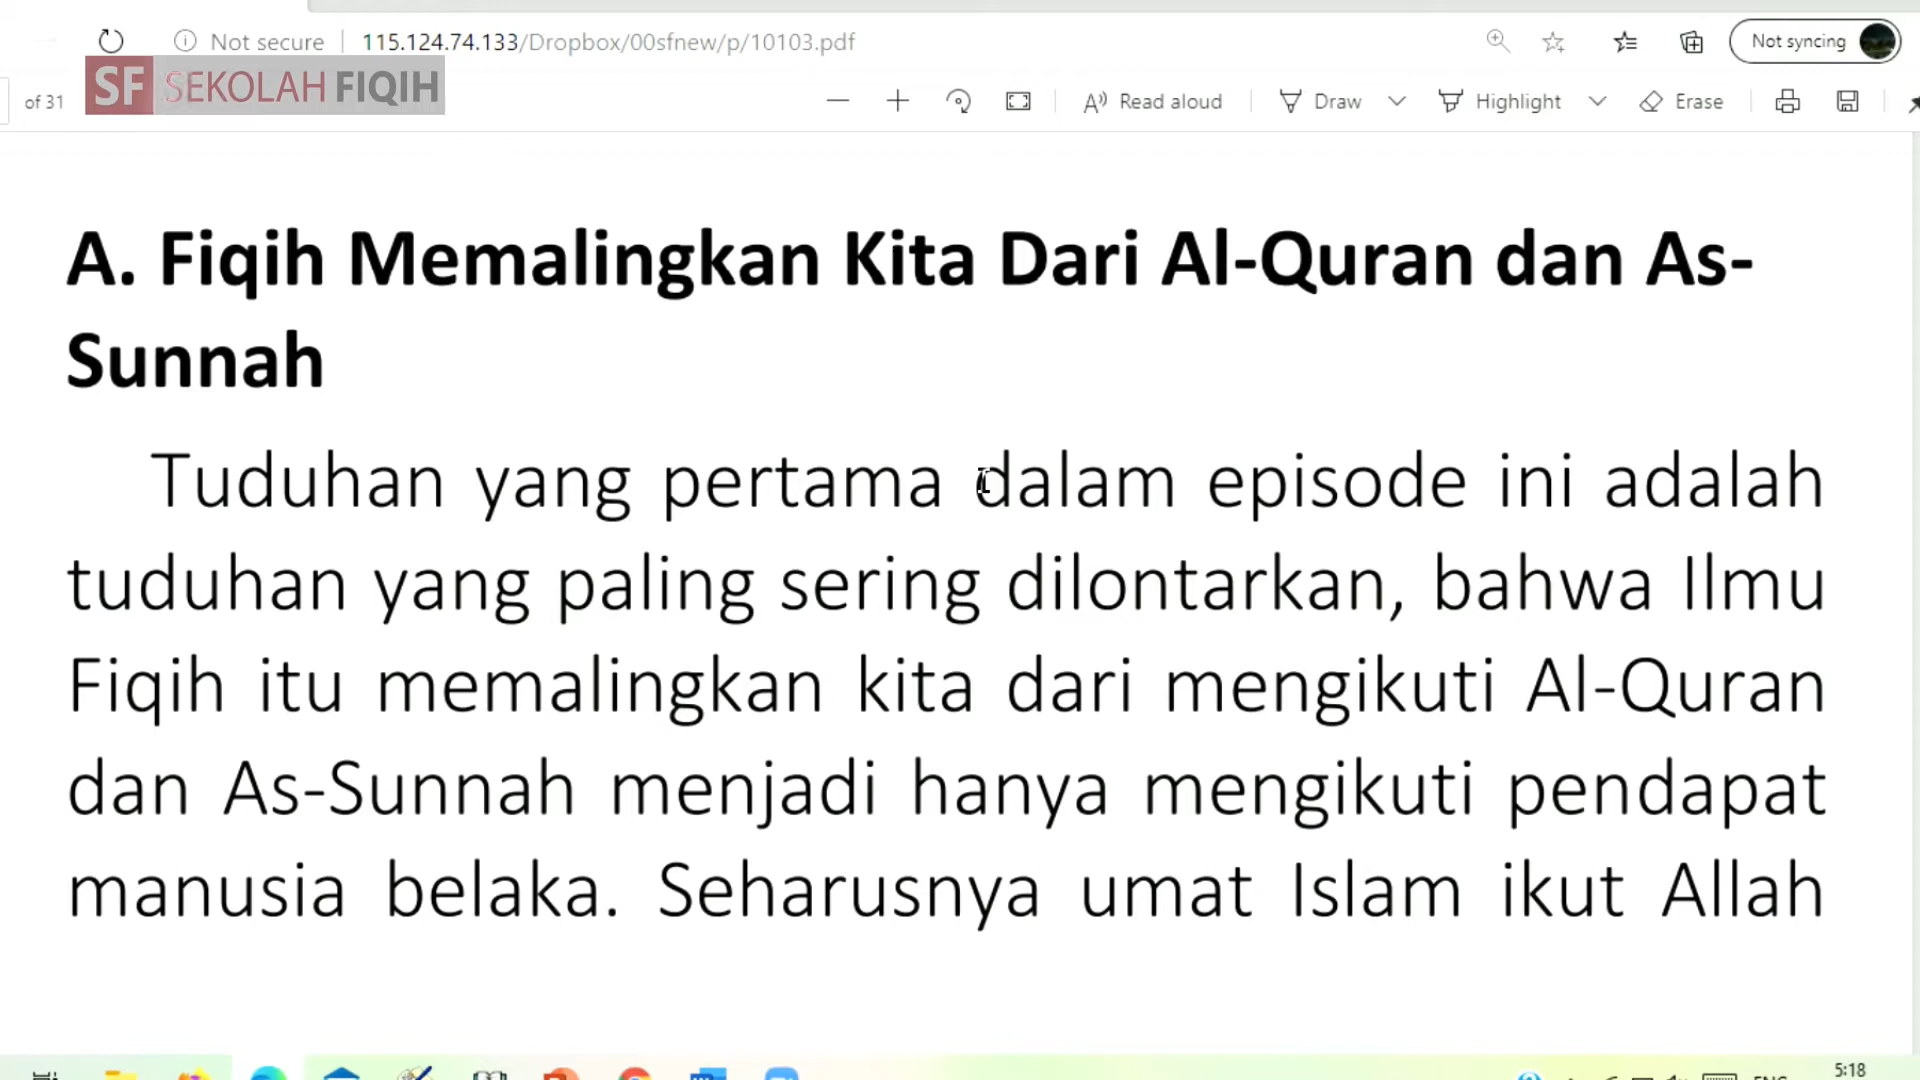 Not secure
115.124.74.133/Dropbox/00sfnew/p/10103.pdf
Not syncing
SF SEKOLAH FIQIH
of 31
Read aloud
Draw
Highlight
Erase
A. Fiqih Memalingkan Kita Dari Al-Quran dan As-
Sunnah
Tuduhan yang pertama dalam episode ini adalah
tuduhan yang paling sering dilontarkan, bahwa Ilmu
Fiqih itu memalingkan kita dari mengikuti Al-Quran
dan As-Sunnah menjadi hanya mengikuti pendapat
manusia belaka. Seharusnya umat Islam ikut Allah
5:18